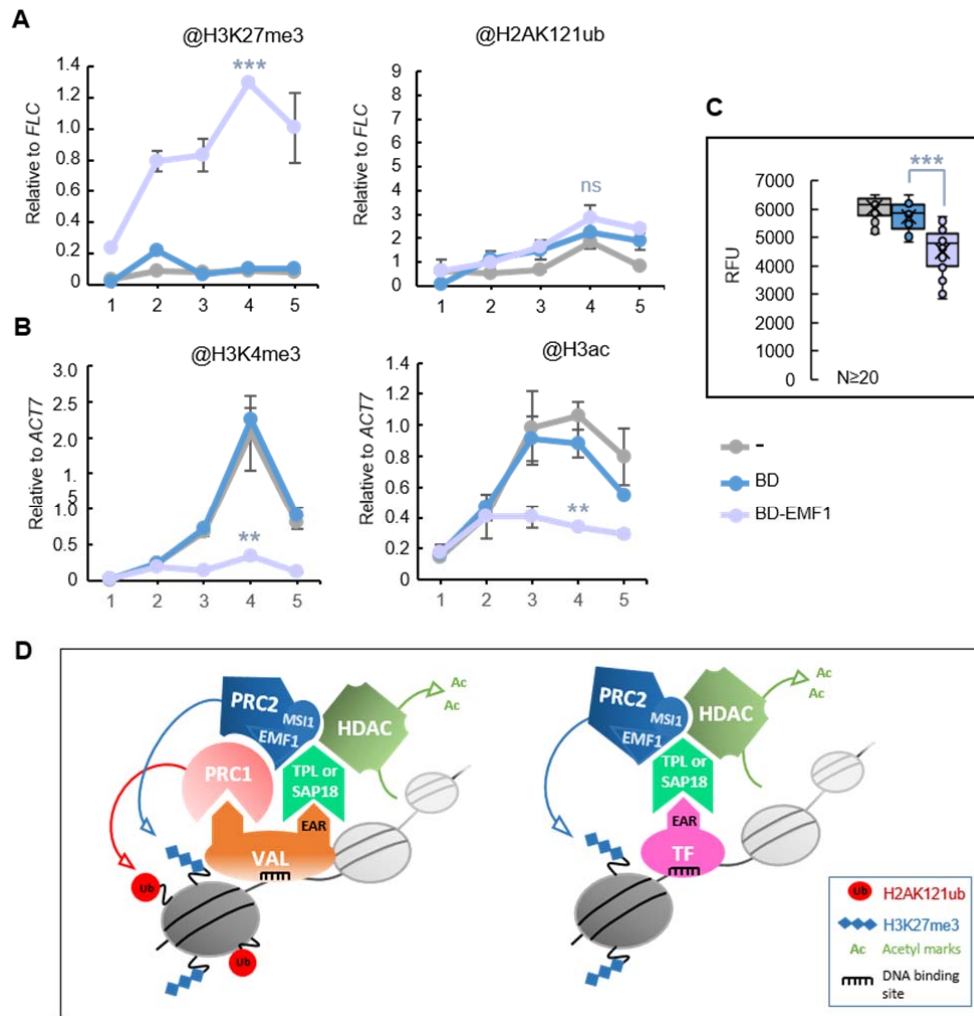 A
@H3K27me3
@H2AK121ub
Relative to FLC
1.4
1.2
1.0
0.8
0.6
0.4
0.2
0
***
1 2 3 4 5
Relative to FLC
9
8
7
6
5
4
3
2
1
0
ns
1 2 3 4 5
C
RFU
7000
6000
5000
4000
3000
2000
1000
0
***
N≥20
B
@H3K4me3
@H3ac
Relative to ACT7
3.0
2.5
2.0
1.
5
1.0
0.5
0
**
1 2 3 4 5
Relative to ACT7
1.4
1.2
1.0
0.8
0.6
0.4
0.2
0
**
1 2 3 4 5
-
BD
BD-EMF1
D
PRC2
MSI1
EMF1
HDAC
Ac
Ac
PRC1
TPL or
SAP18
EAR
VAL
Ub
Ub
PRC2
MSI1
EMF1
HDAC
Ac
Ac
TPL or
SAP18
EAR
TF
Ub H2AK121ub
H3K27me3
Ac Acetyl marks
DNA binding
site